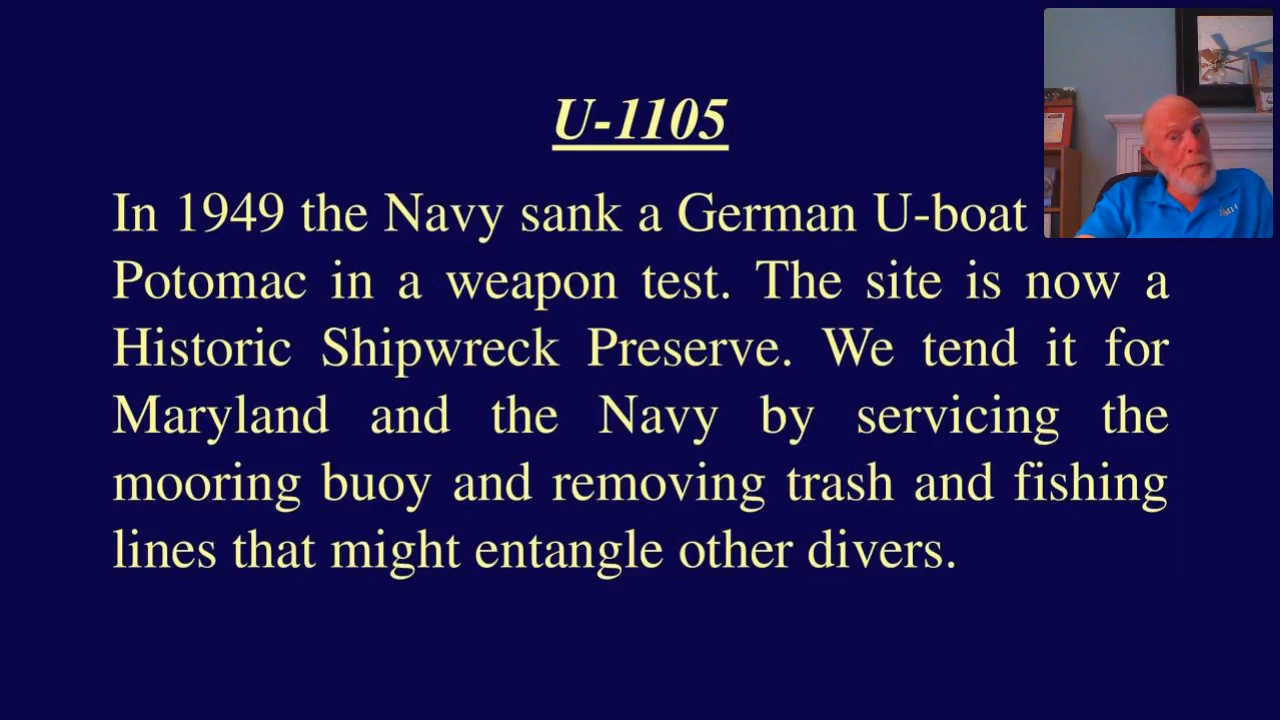 U-1105
In 1949 the Navy sank a German U-boat
Potomac in a weapon test. The site is now a
Historic Shipwreck Preserve. We tend it for
Maryland and the Navy by servicing the
mooring buoy and removing trash and fishing
lines that might entangle other divers.